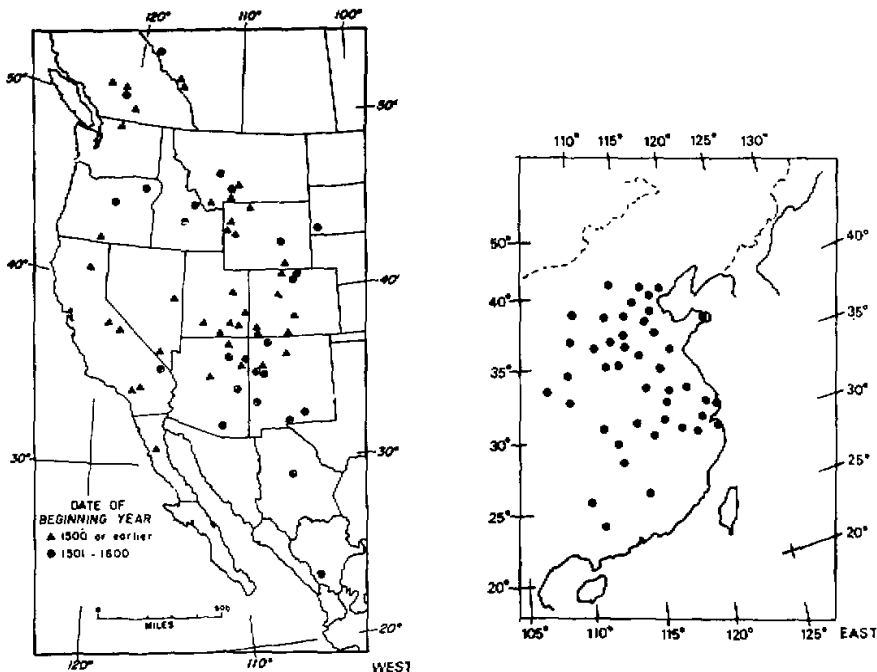 120° 110° 100°
50° 50°
40° 40°
30° 30°
DATE OF
BEGINNING YEAR
▲ 1500 or earlier
● 1501 - 1600
0 600
MILES
20°
120° 110° WEST
110° 115° 120° 125° 130°
50° 40°
40° 35°
35° 30°
30° 25°
25° 20°
20°
105° 110° 115° 120° 125° EAST